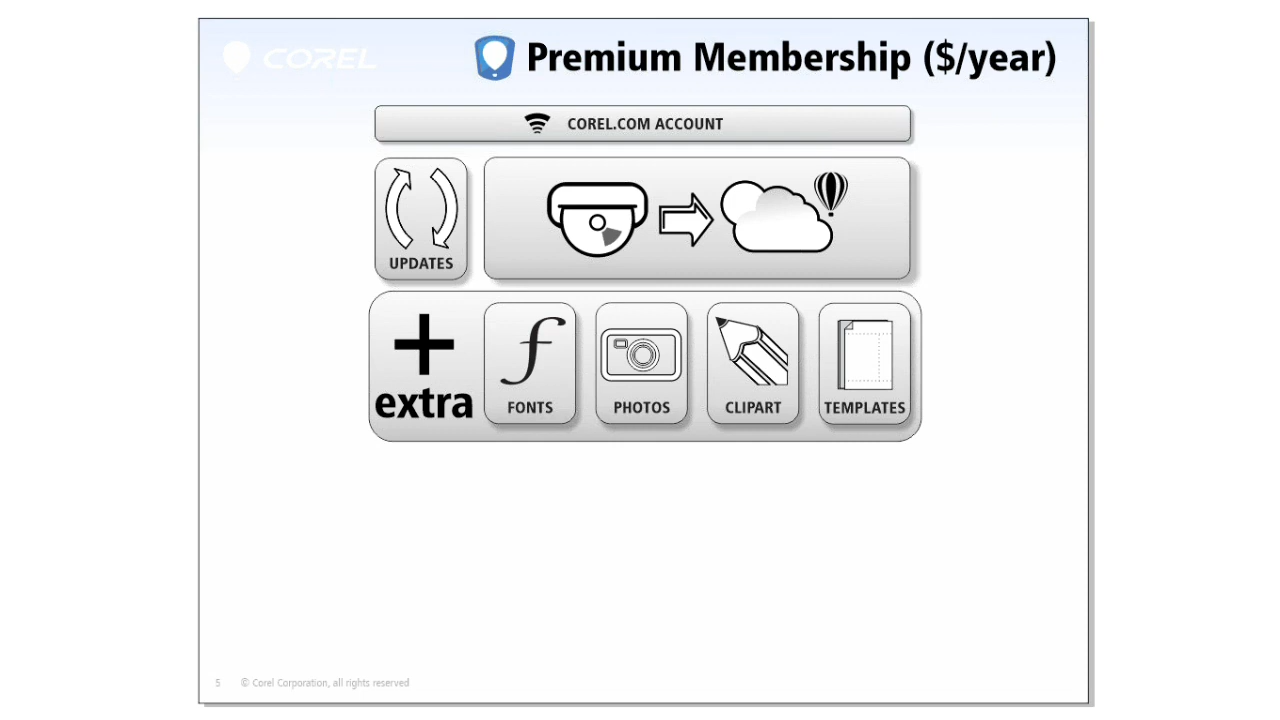 COREL
Premium Membership ($/year)
COREL.COM ACCOUNT
UPDATES
+
extra
f
FONTS
PHOTOS
CLIPART
TEMPLATES
5 © Corel Corporation, all rights reserved